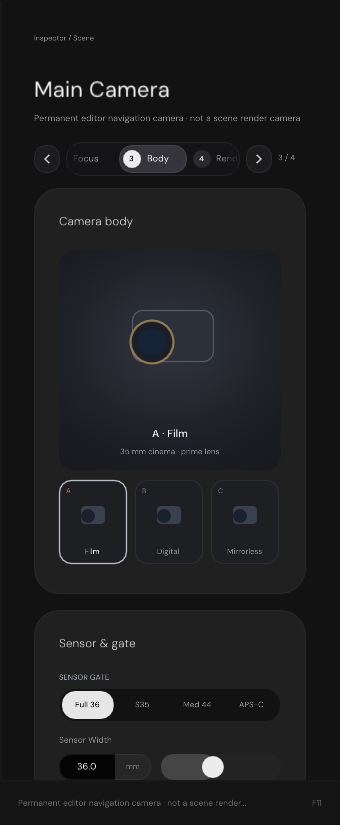 Inspector / Scene
Main Camera
Permanent editor navigation camera · not a scene render camera
Focus 3 Body 4 Rend 3 / 4
Camera body
A · Film
35 mm cinema · prime lens
A B C
Film Digital Mirrorless
Sensor & gate
SENSOR GATE
Full 36 S35 Med 44 APS-C
Sensor Width
36.0 mm
Permanent editor navigation camera · not a scene render... F11